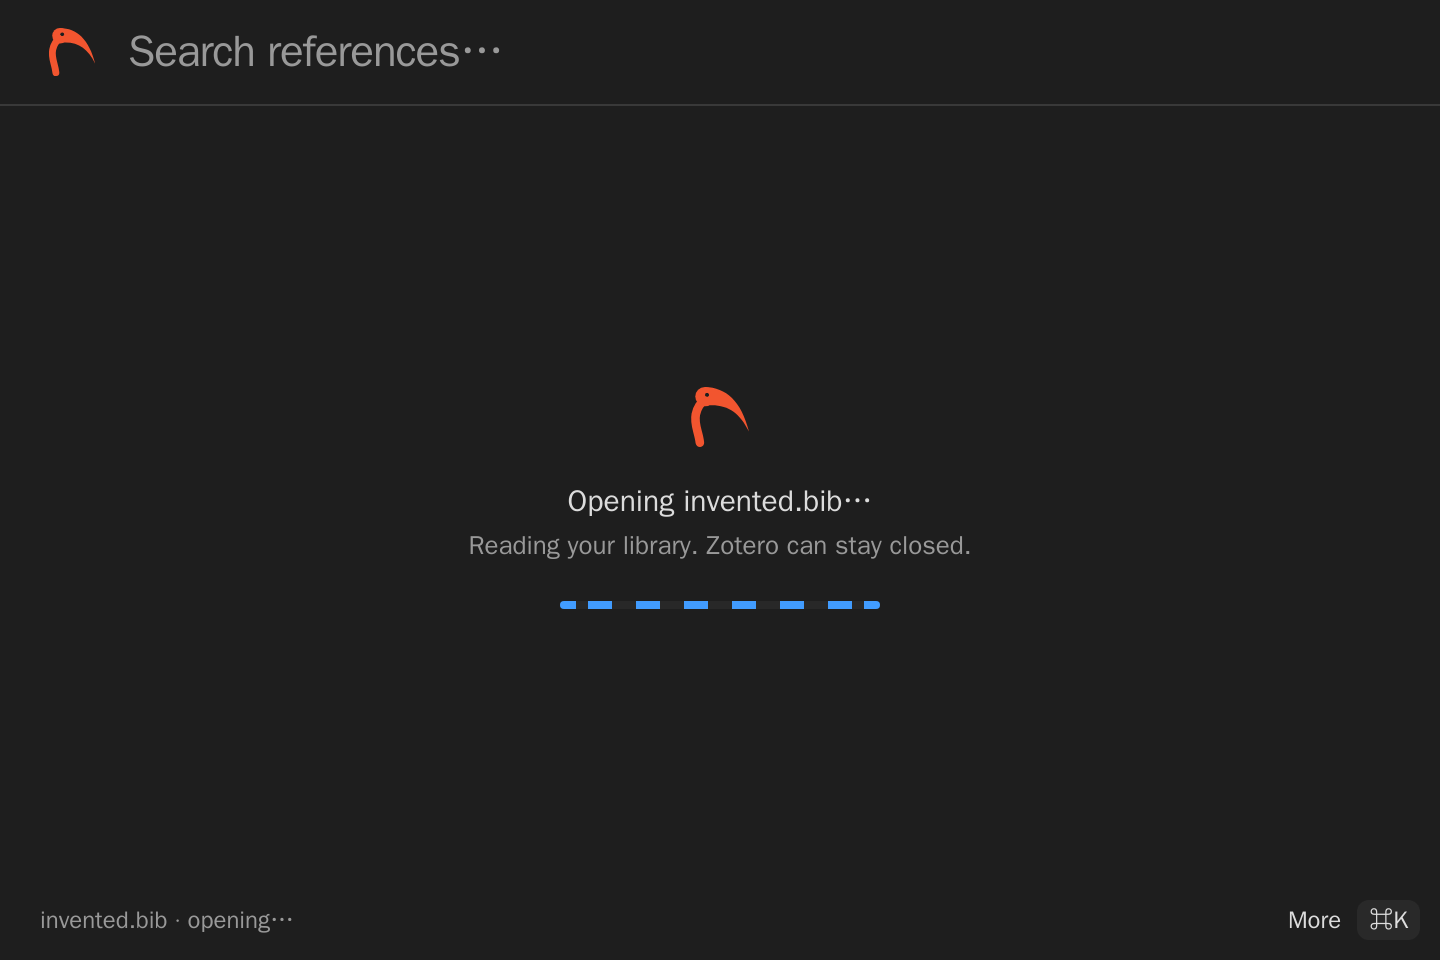 Search references…
Opening invented.bib…
Reading your library. Zotero can stay closed.
invented.bib · opening…
More ⌘K